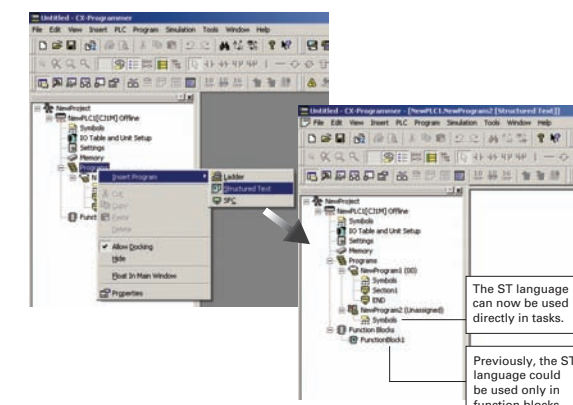 Untitled - CX-Programmer
File Edit View Insert PLC Program Simulation Tools Window Help
NewProject
NewPLC1[CJ1M] Offline
Symbols
IO Table and Unit Setup
Settings
Memory
Programs
Funct
Insert Program
Cut
Copy
Paste
Delete
Allow Docking
Hide
Float In Main Window
Properties
Ladder
Structured Text
SFC
Untitled - CX-Programmer - [NewPLC1.NewProgram2 [Structured Text]]
File Edit View Insert PLC Program Simulation Tools Window Help
NewProject
NewPLC1[CJ1M] Offline
Symbols
IO Table and Unit Setup
Settings
Memory
Programs
NewProgram1 (00)
Symbols
Section1
END
NewProgram2 (Unassigned)
Symbols
Function Blocks
FunctionBlock1
The ST language
can now be used
directly in tasks.
Previously, the ST
language could
be used only in
function blocks